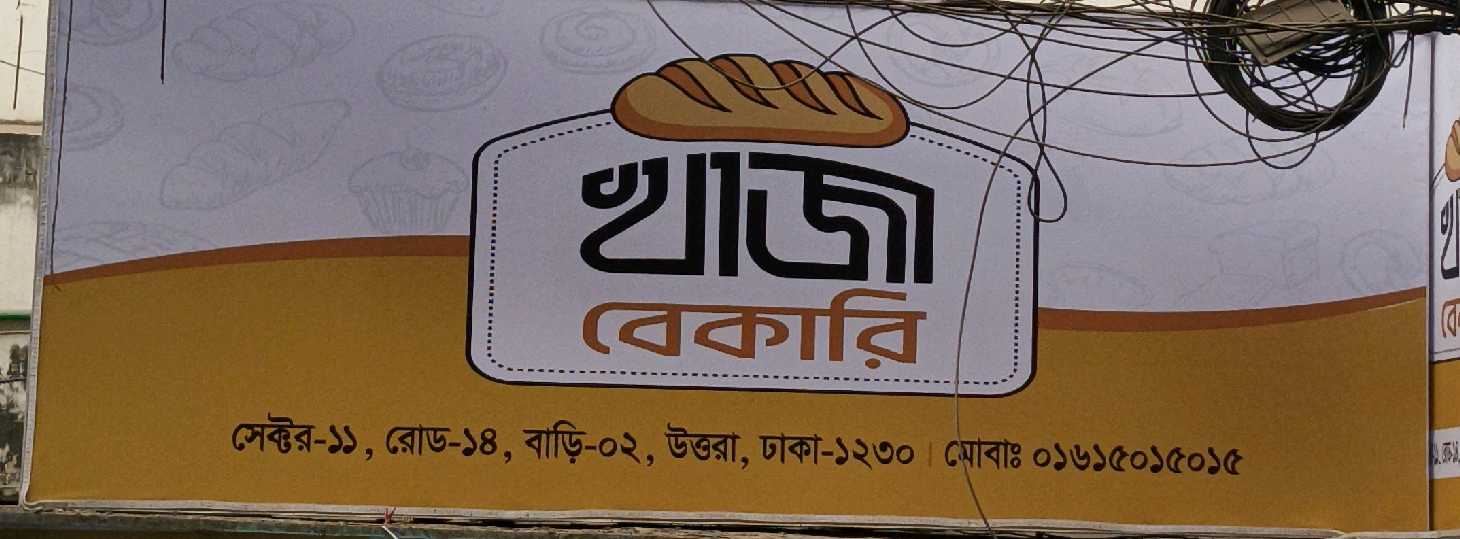 খাজা
বেকারি
সেক্টর-১১, রোড-১৪, বাড়ি-০২, উত্তরা, ঢাকা-১২৩০ | মোবাঃ ০১৬১৫০১৫০১৫